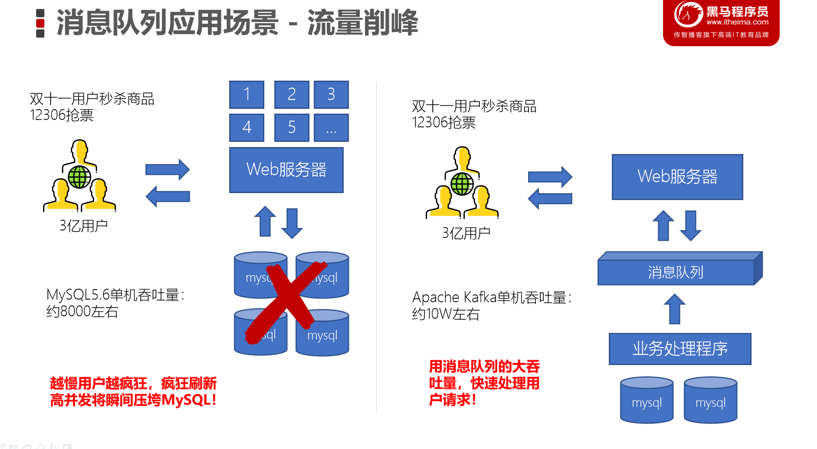 消息队列应用场景 - 流量削峰
黑马程序员
www.itheima.com
传智播客旗下高端IT教育品牌
双十一用户秒杀商品
12306抢票
3亿用户
1
2
3
4
5
...
Web服务器
mysql
mysql
mysql
mysql
MySQL5.6单机吞吐量：
约8000左右
越慢用户越疯狂，疯狂刷新
高并发将瞬间压垮MySQL！
双十一用户秒杀商品
12306抢票
3亿用户
Web服务器
消息队列
Apache Kafka单机吞吐量：
约10W左右
业务处理程序
用消息队列的大吞
吐量，快速处理用
户请求！
mysql
mysql